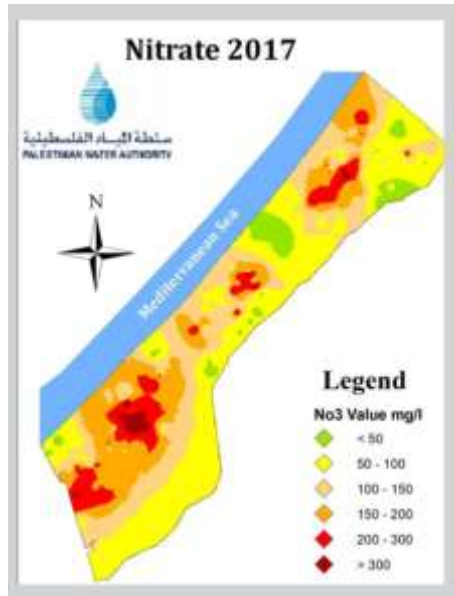 Nitrate 2017
سلطة المياه الفلسطينية
PALESTINIAN WATER AUTHORITY
N
Mediterranean Sea
Legend
No3 Value mg/l
< 50
50 - 100
100 - 150
150 - 200
200 - 300
> 300